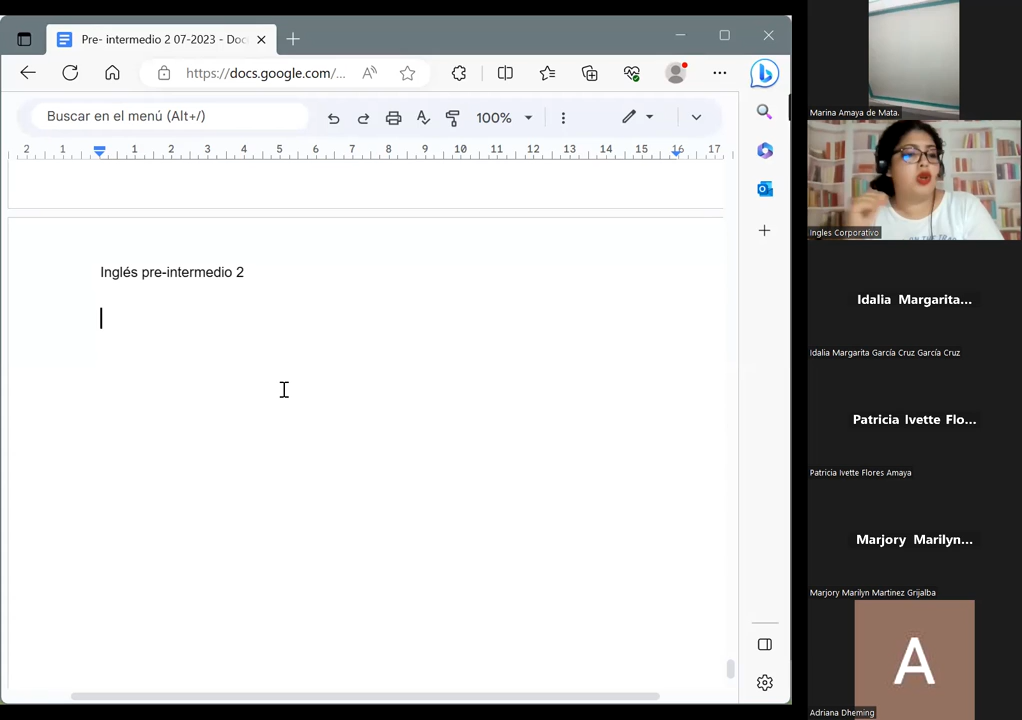 Pre- intermedio 2 07-2023 - Doc
https://docs.google.com/...
Buscar en el menú (Alt+/)
100%
2 1 1 2 3 4 5 6 7 8 9 10 11 12 13 14 15 16 17
Inglés pre-intermedio 2
Marina Amaya de Mata.
Ingles Corporativo
Idalia Margarita...
Idalia Margarita García Cruz García Cruz
Patricia Ivette Flo...
Patricia Ivette Flores Amaya
Marjory Marilyn...
Marjory Marilyn Martinez Grijalba
A
Adriana Dheming